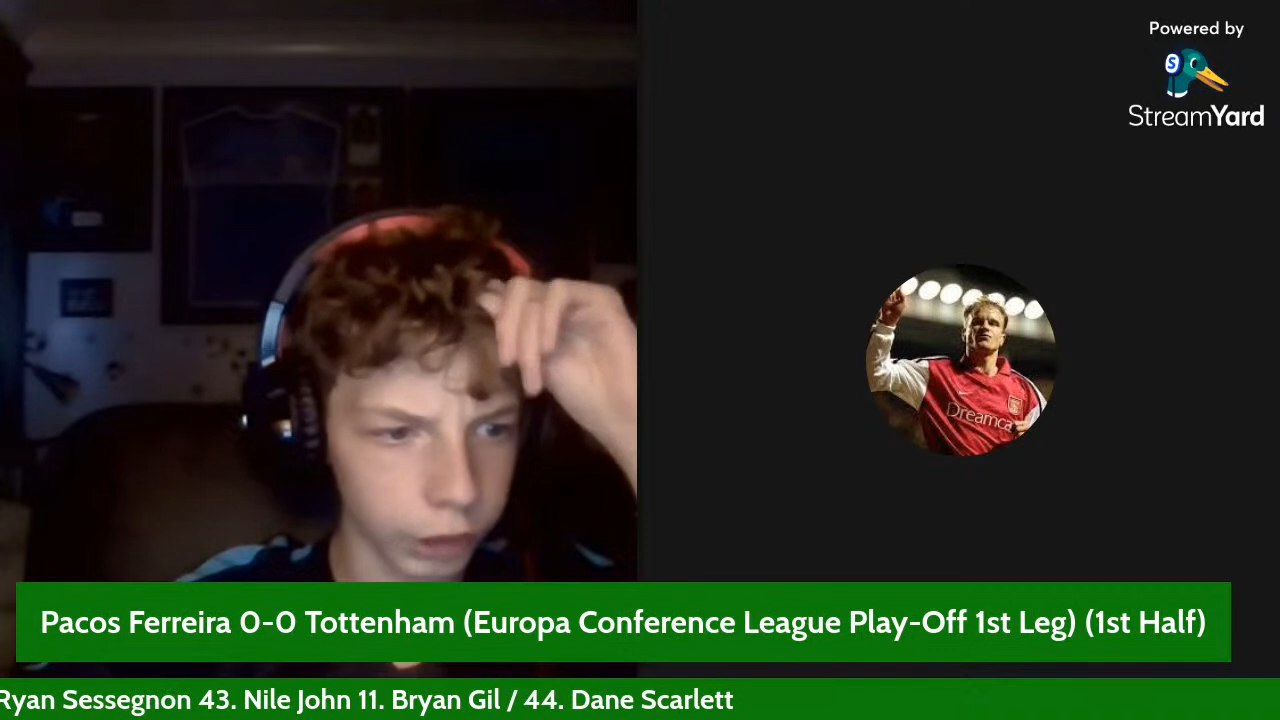 Powered by
S
StreamYard
Dreamca
Pacos Ferreira 0-0 Tottenham (Europa Conference League Play-Off 1st Leg) (1st Half)
Ryan Sessegnon 43. Nile John 11. Bryan Gil / 44. Dane Scarlett